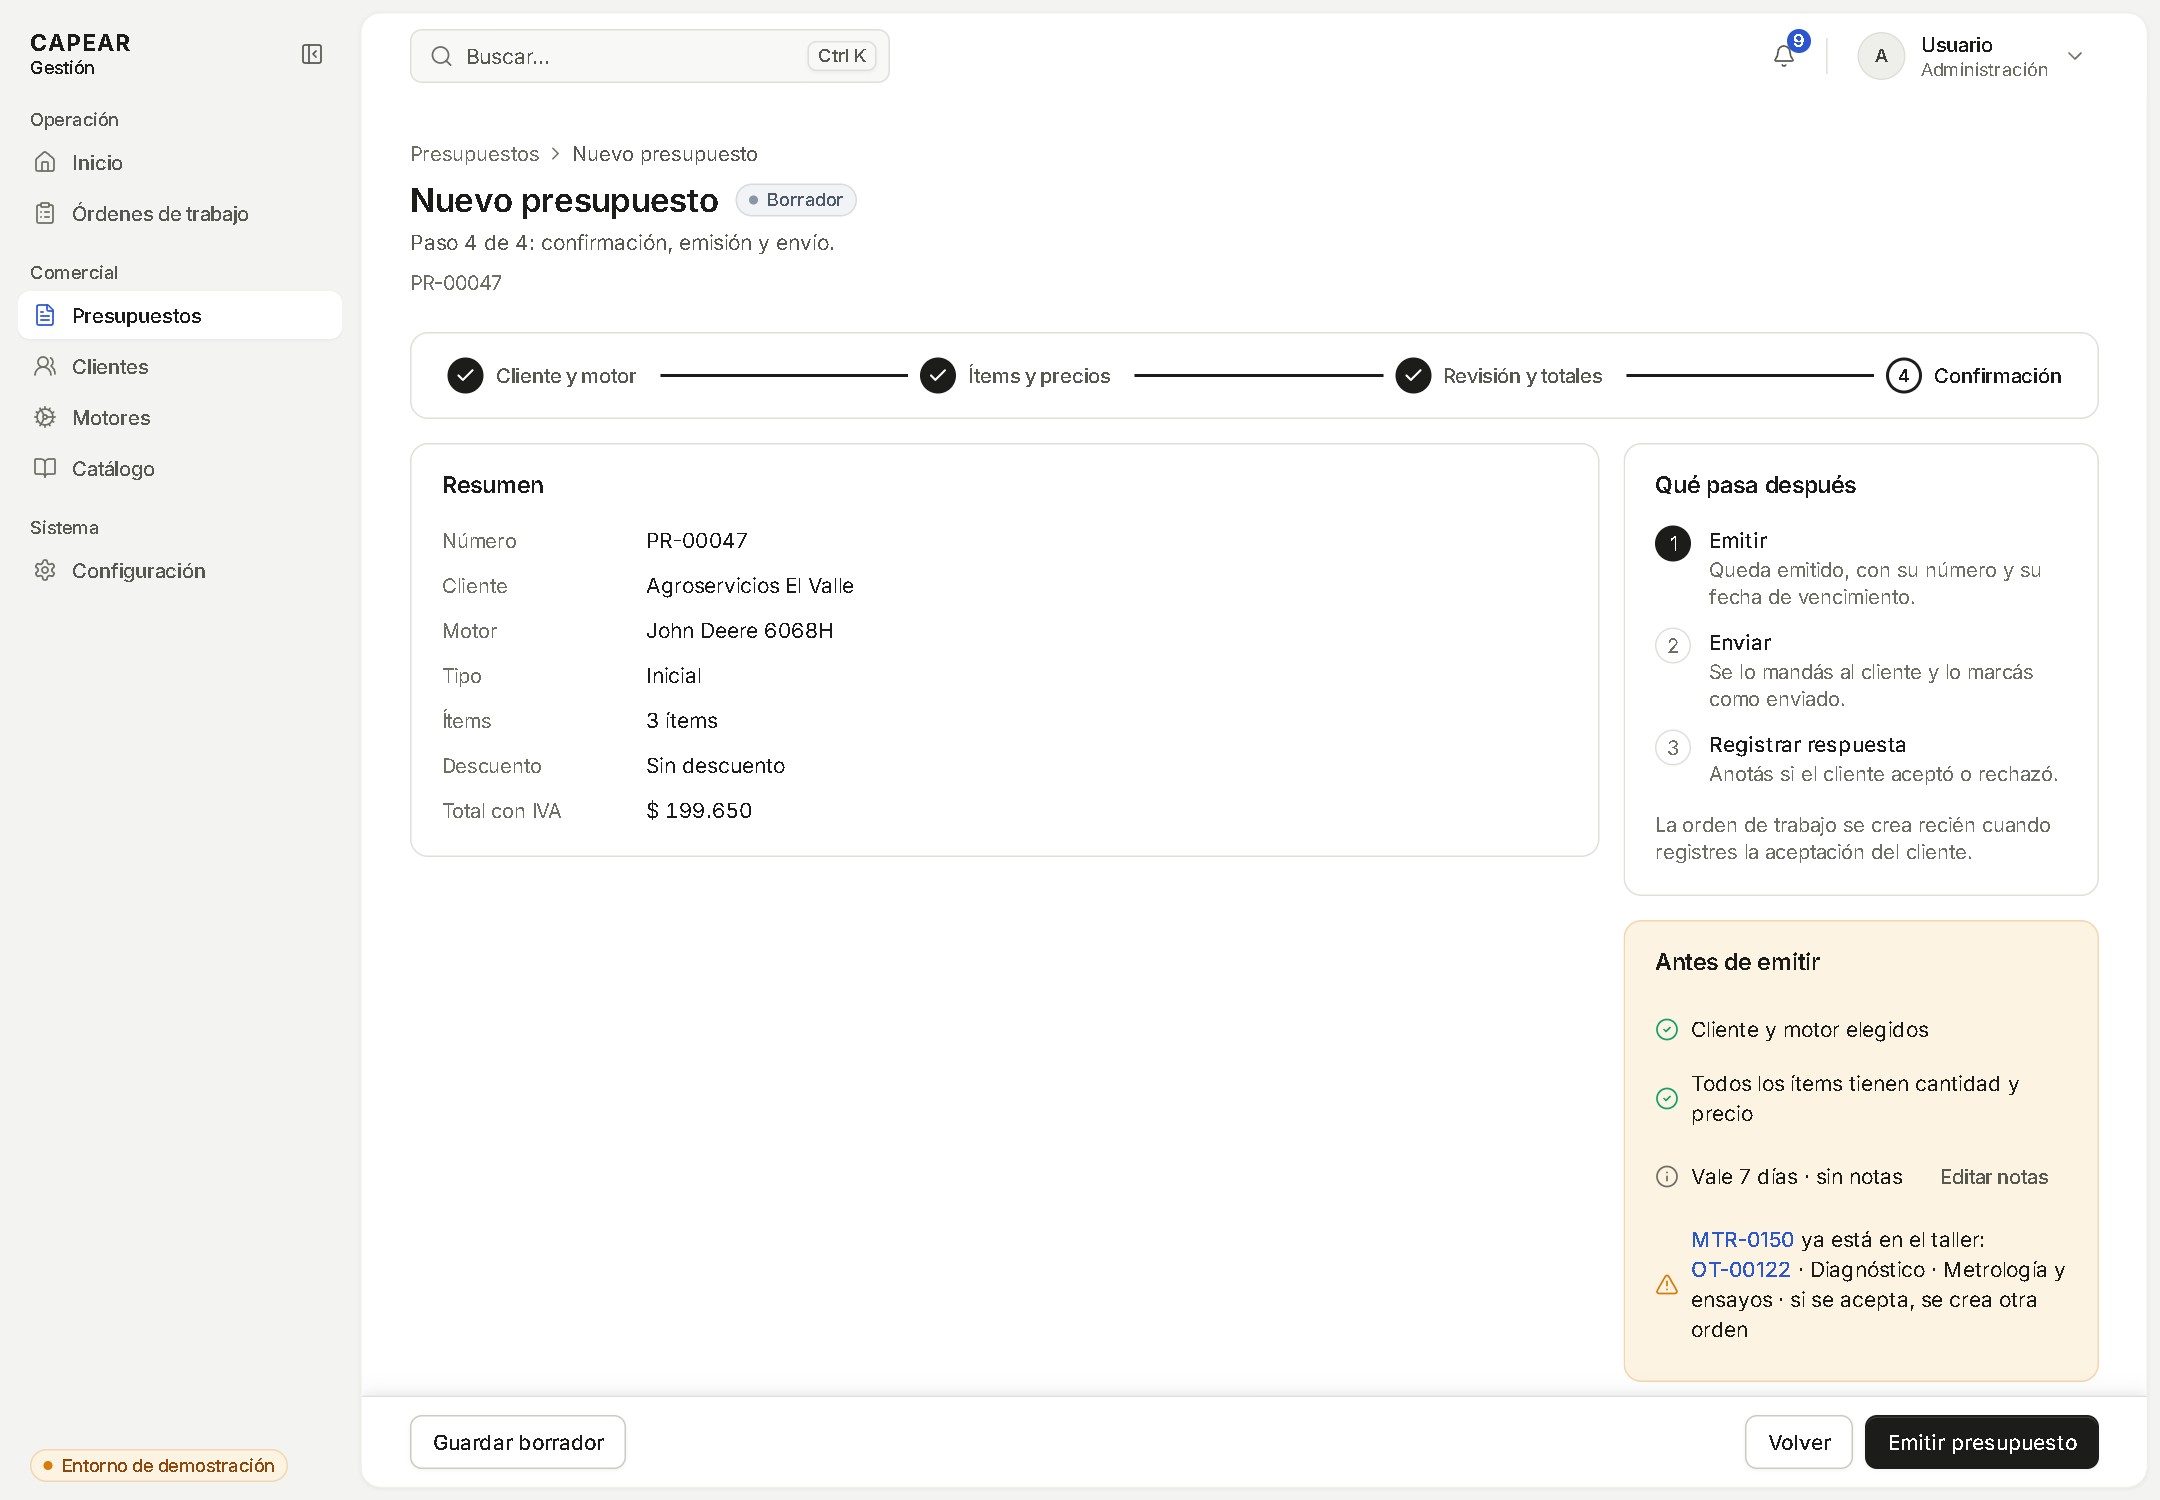 CAPEAR
Gestión
Operación
Inicio
Órdenes de trabajo
Comercial
Presupuestos
Clientes
Motores
Catálogo
Sistema
Configuración
Entorno de demostración
Buscar...
Ctrl K
9
A
Usuario
Administración
Presupuestos > Nuevo presupuesto
Nuevo presupuesto
Borrador
Paso 4 de 4: confirmación, emisión y envío.
PR-00047
Cliente y motor
Ítems y precios
Revisión y totales
4 Confirmación
Resumen
Número PR-00047
Cliente Agroservicios El Valle
Motor John Deere 6068H
Tipo Inicial
Ítems 3 ítems
Descuento Sin descuento
Total con IVA $ 199.650
Qué pasa después
1 Emitir
Queda emitido, con su número y su
fecha de vencimiento.
2 Enviar
Se lo mandás al cliente y lo marcás
como enviado.
3 Registrar respuesta
Anotás si el cliente aceptó o rechazó.
La orden de trabajo se crea recién cuando
registres la aceptación del cliente.
Antes de emitir
Cliente y motor elegidos
Todos los ítems tienen cantidad y
precio
Vale 7 días · sin notas Editar notas
MTR-0150 ya está en el taller:
OT-00122 · Diagnóstico · Metrología y
ensayos · si se acepta, se crea otra
orden
Guardar borrador
Volver
Emitir presupuesto